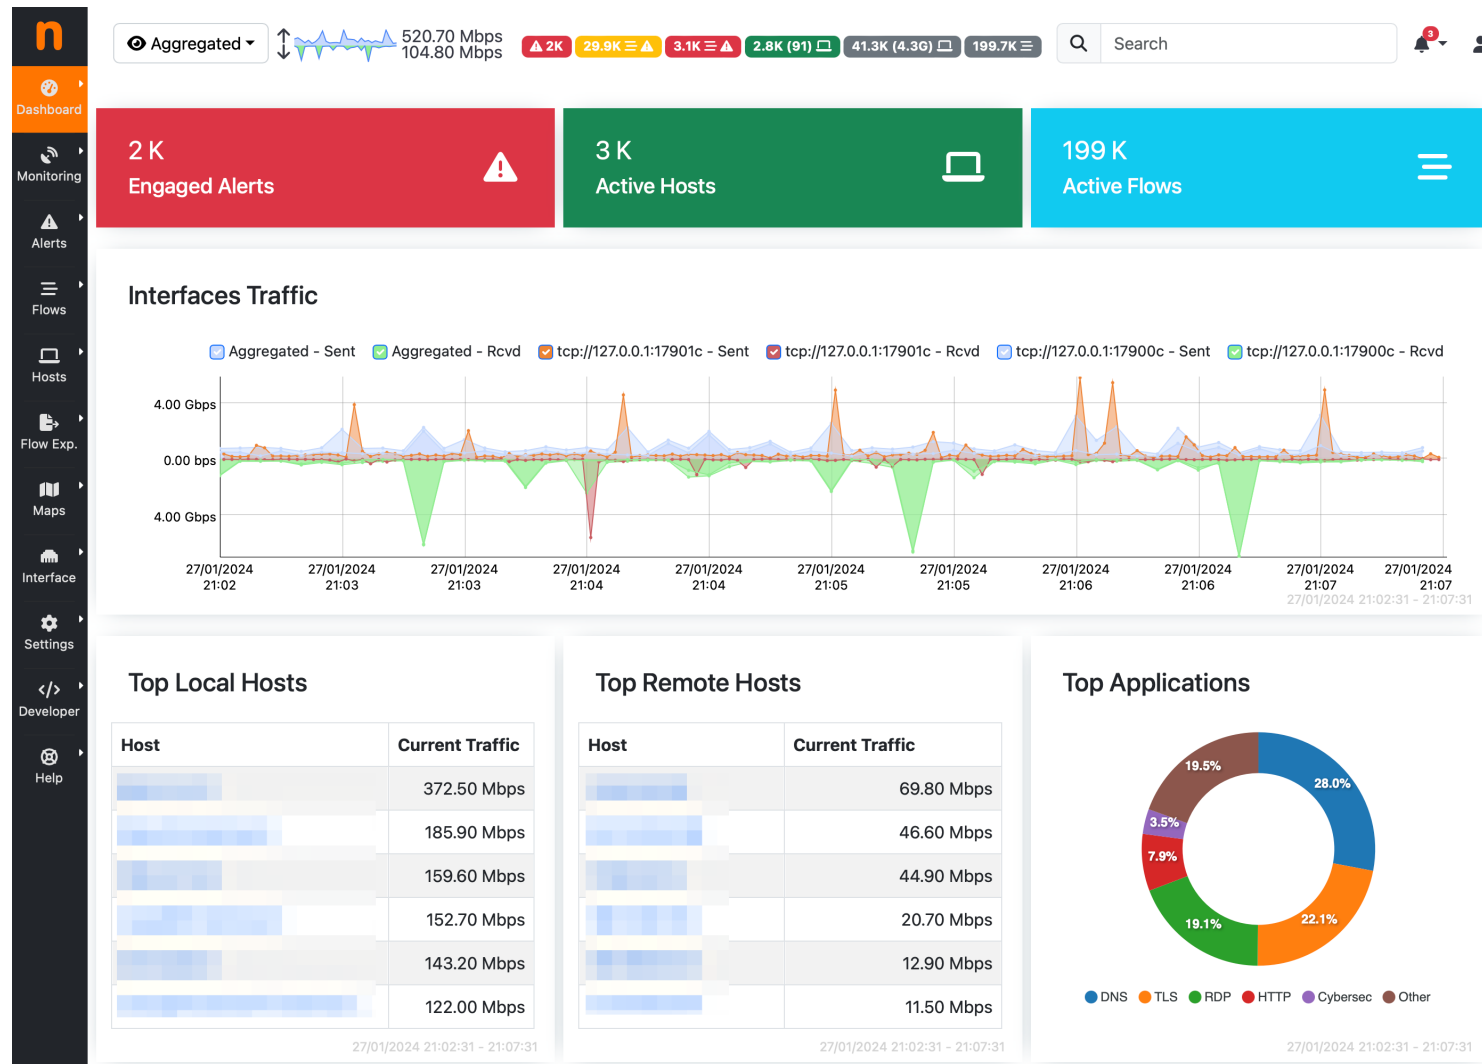 n
Aggregated
520.70 Mbps
104.80 Mbps
2K
29.9K
3.1K
2.8K (91)
41.3K (4.3G)
199.7K
Search
3
Dashboard
Monitoring
Alerts
Flows
Hosts
Flow Exp.
Maps
Interface
Settings
Developer
Help
2 K
Engaged Alerts
3 K
Active Hosts
199 K
Active Flows
Interfaces Traffic
Aggregated - Sent
Aggregated - Rcvd
tcp://127.0.0.1:17901c - Sent
tcp://127.0.0.1:17901c - Rcvd
tcp://127.0.0.1:17900c - Sent
tcp://127.0.0.1:17900c - Rcvd
4.00 Gbps
0.00 bps
4.00 Gbps
27/01/2024 21:02
27/01/2024 21:03
27/01/2024 21:03
27/01/2024 21:04
27/01/2024 21:04
27/01/2024 21:05
27/01/2024 21:05
27/01/2024 21:06
27/01/2024 21:06
27/01/2024 21:07
27/01/2024 21:07
27/01/2024 21:02:31 - 21:07:31
Top Local Hosts
Host Current Traffic
372.50 Mbps
185.90 Mbps
159.60 Mbps
152.70 Mbps
143.20 Mbps
122.00 Mbps
27/01/2024 21:02:31 - 21:07:31
Top Remote Hosts
Host Current Traffic
69.80 Mbps
46.60 Mbps
44.90 Mbps
20.70 Mbps
12.90 Mbps
11.50 Mbps
27/01/2024 21:02:31 - 21:07:31
Top Applications
28.0%
22.1%
19.1%
7.9%
3.5%
19.5%
DNS TLS RDP HTTP Cybersec Other
27/01/2024 21:02:31 - 21:07:31